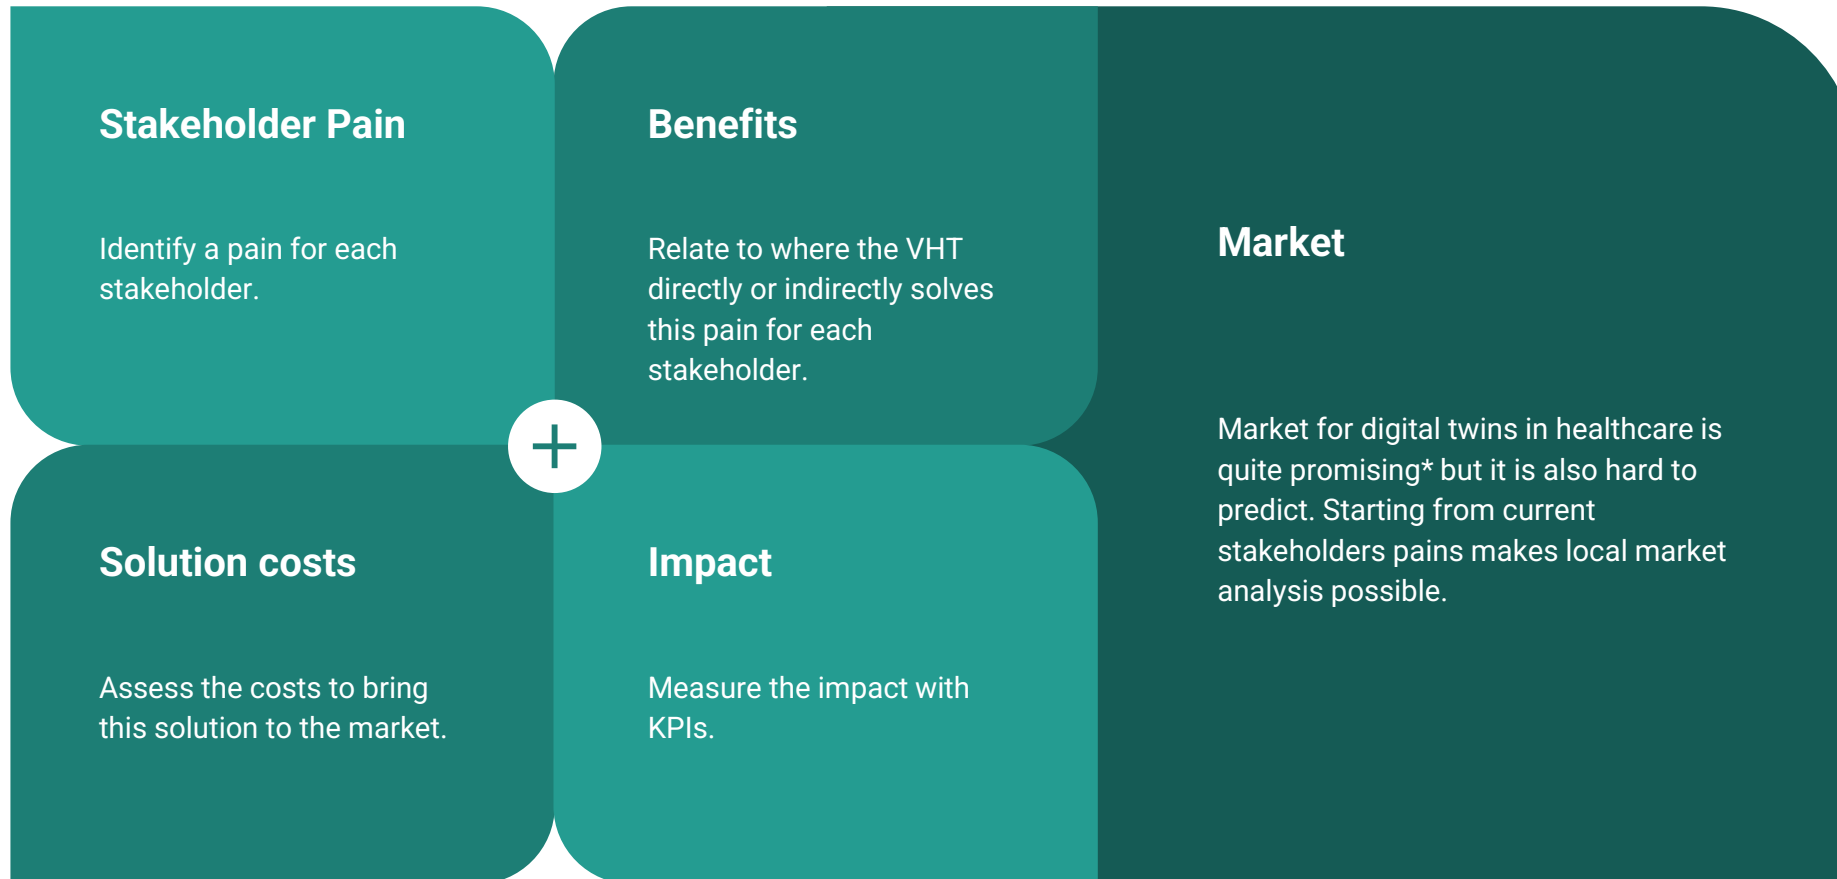 Stakeholder Pain
Identify a pain for each
stakeholder.
Benefits
Relate to where the VHT
directly or indirectly solves
this pain for each
stakeholder.
Solution costs
Assess the costs to bring
this solution to the market.
Impact
Measure the impact with
KPIs.
Market
Market for digital twins in healthcare is
quite promising* but it is also hard to
predict. Starting from current
stakeholders pains makes local market
analysis possible.